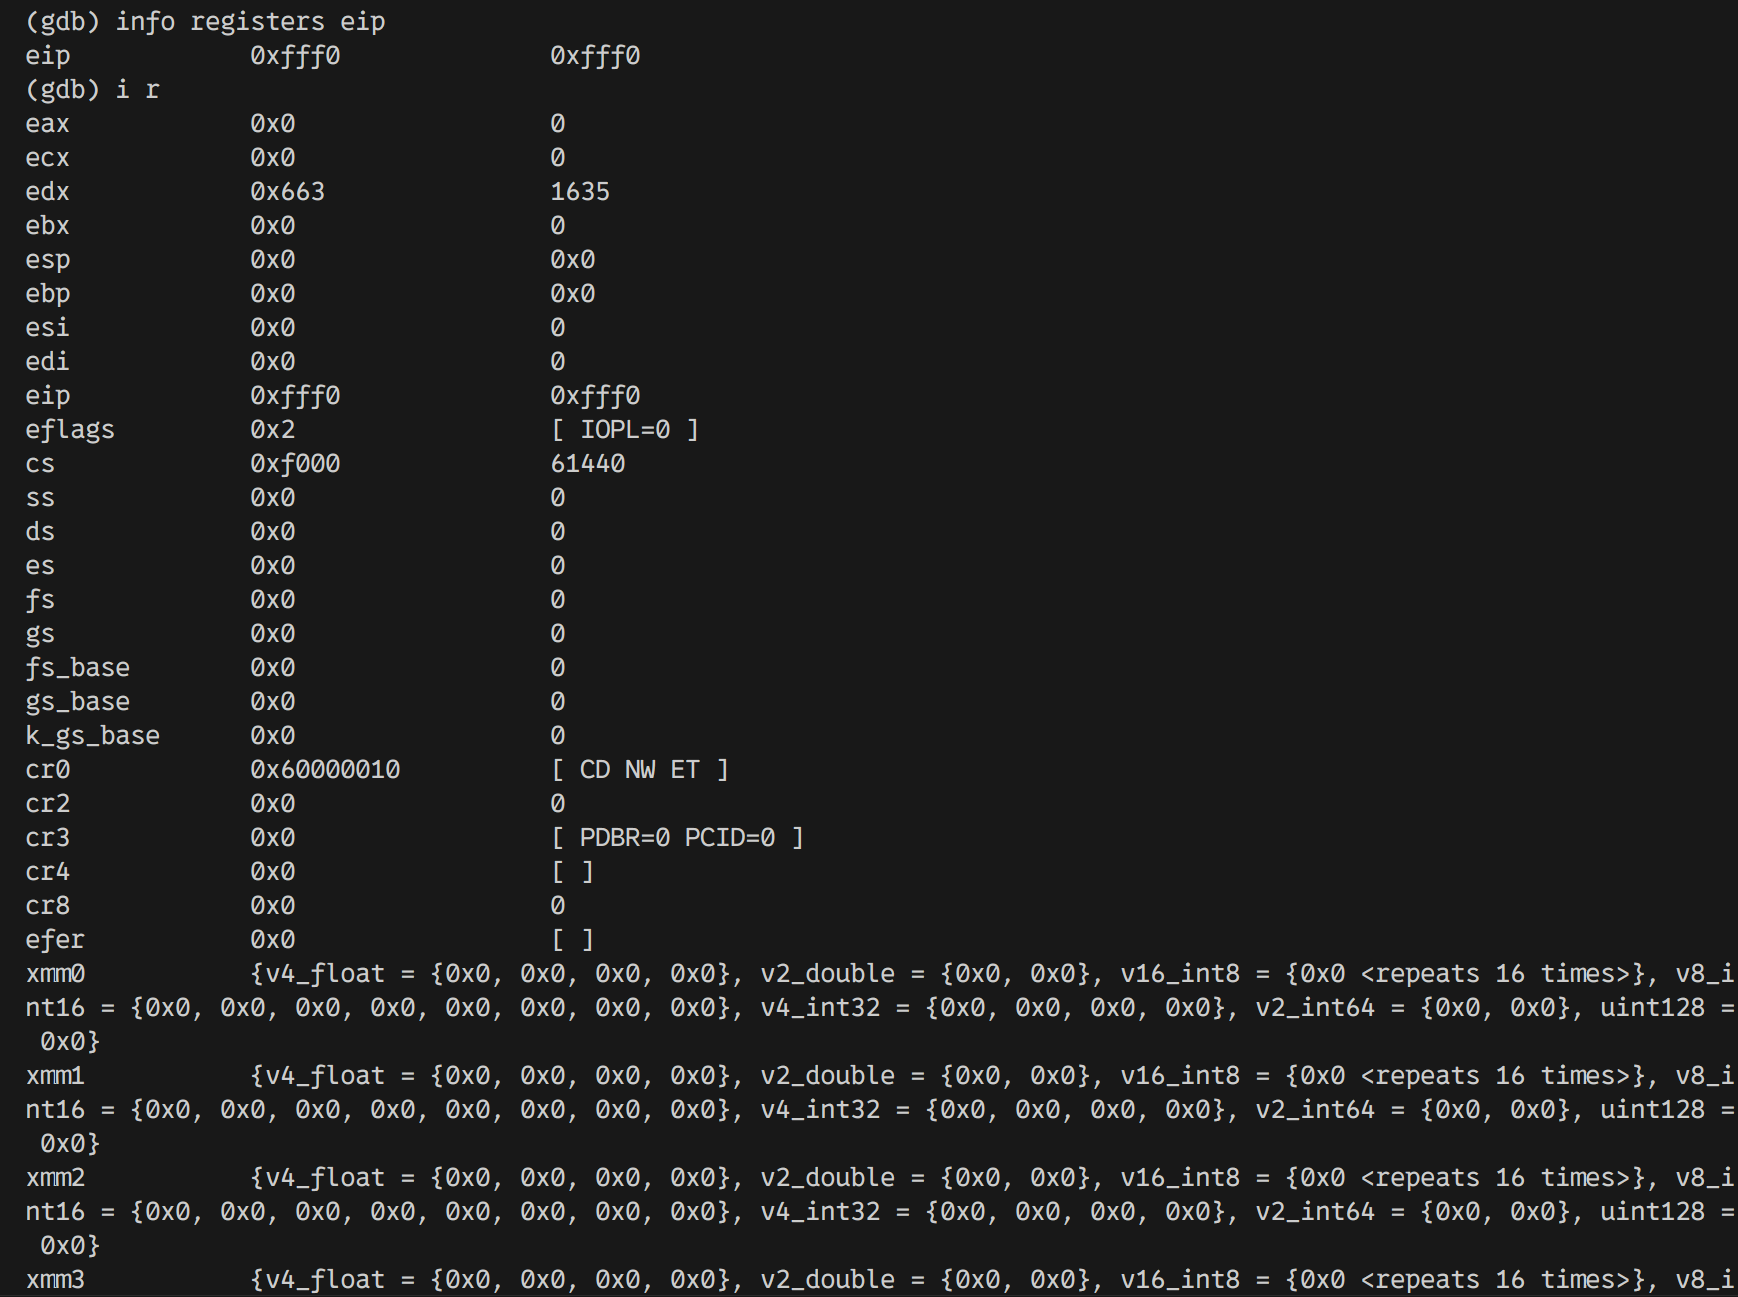 (gdb) info registers eip
eip            0xfff0              0xfff0
(gdb) i r
eax            0x0                 0
ecx            0x0                 0
edx            0x663               1635
ebx            0x0                 0
esp            0x0                 0x0
ebp            0x0                 0x0
esi            0x0                 0
edi            0x0                 0
eip            0xfff0              0xfff0
eflags         0x2                 [ IOPL=0 ]
cs             0xf000              61440
ss             0x0                 0
ds             0x0                 0
es             0x0                 0
fs             0x0                 0
gs             0x0                 0
fs_base        0x0                 0
gs_base        0x0                 0
k_gs_base      0x0                 0
cr0            0x60000010          [ CD NW ET ]
cr2            0x0                 0
cr3            0x0                 [ PDBR=0 PCID=0 ]
cr4            0x0                 [ ]
cr8            0x0                 0
efer           0x0                 [ ]
xmm0           {v4_float = {0x0, 0x0, 0x0, 0x0}, v2_double = {0x0, 0x0}, v16_int8 = {0x0 <repeats 16 times>}, v8_i
nt16 = {0x0, 0x0, 0x0, 0x0, 0x0, 0x0, 0x0, 0x0}, v4_int32 = {0x0, 0x0, 0x0, 0x0}, v2_int64 = {0x0, 0x0}, uint128 =
 0x0}
xmm1           {v4_float = {0x0, 0x0, 0x0, 0x0}, v2_double = {0x0, 0x0}, v16_int8 = {0x0 <repeats 16 times>}, v8_i
nt16 = {0x0, 0x0, 0x0, 0x0, 0x0, 0x0, 0x0, 0x0}, v4_int32 = {0x0, 0x0, 0x0, 0x0}, v2_int64 = {0x0, 0x0}, uint128 =
 0x0}
xmm2           {v4_float = {0x0, 0x0, 0x0, 0x0}, v2_double = {0x0, 0x0}, v16_int8 = {0x0 <repeats 16 times>}, v8_i
nt16 = {0x0, 0x0, 0x0, 0x0, 0x0, 0x0, 0x0, 0x0}, v4_int32 = {0x0, 0x0, 0x0, 0x0}, v2_int64 = {0x0, 0x0}, uint128 =
 0x0}
xmm3           {v4_float = {0x0, 0x0, 0x0, 0x0}, v2_double = {0x0, 0x0}, v16_int8 = {0x0 <repeats 16 times>}, v8_i